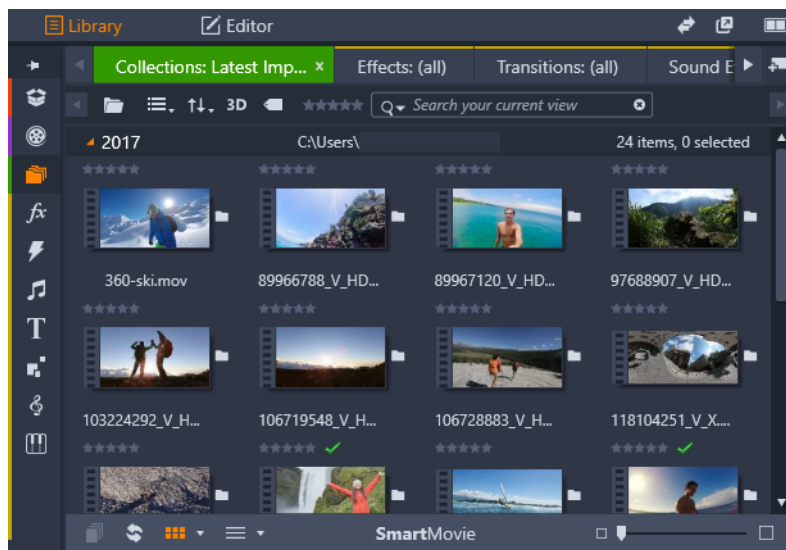 Library Editor
Collections: Latest Imp... × Effects: (all) Transitions: (all) Sound E
3D Search your current view
2017 C:\Users\ 24 items, 0 selected
360-ski.mov 89966788_V_HD... 89967120_V_HD... 97688907_V_HD...
103224292_V_H... 106719548_V_H... 106728883_V_H... 118104251_V_X....
SmartMovie